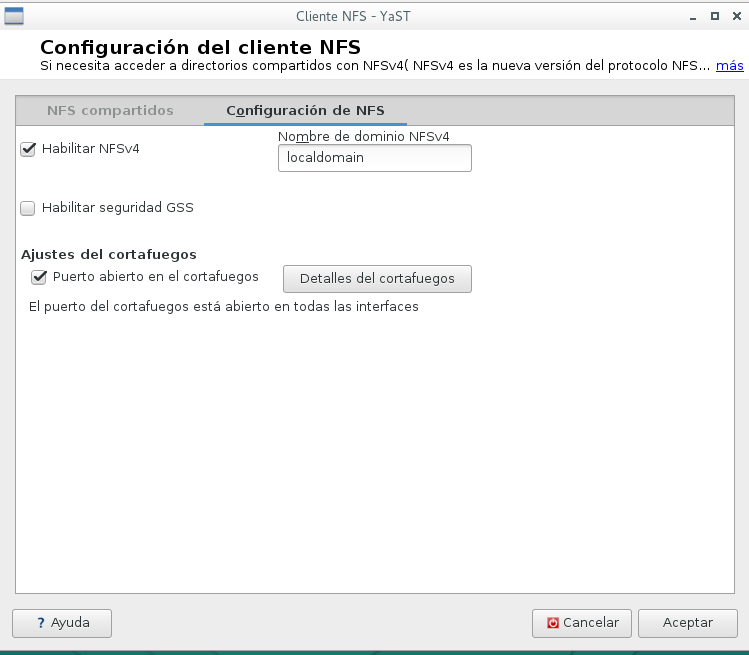 Cliente NFS - YaST
Configuración del cliente NFS
Si necesita acceder a directorios compartidos con NFSv4( NFSv4 es la nueva versión del protocolo NFS... más
NFS compartidos Configuración de NFS
Nombre de dominio NFSv4
Habilitar NFSv4 localdomain
Habilitar seguridad GSS
Ajustes del cortafuegos
Puerto abierto en el cortafuegos Detalles del cortafuegos
El puerto del cortafuegos está abierto en todas las interfaces
? Ayuda Cancelar Aceptar